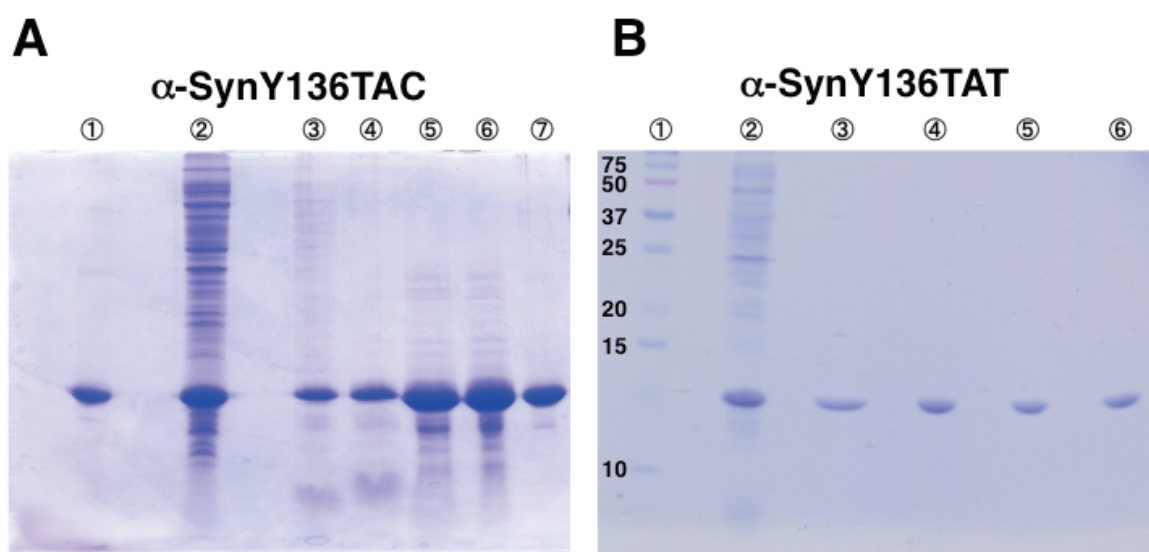 A
α-SynY136TAC
① ② ③ ④ ⑤ ⑥ ⑦
B
α-SynY136TAT
① ② ③ ④ ⑤ ⑥
75
50
37
25
20
15
10